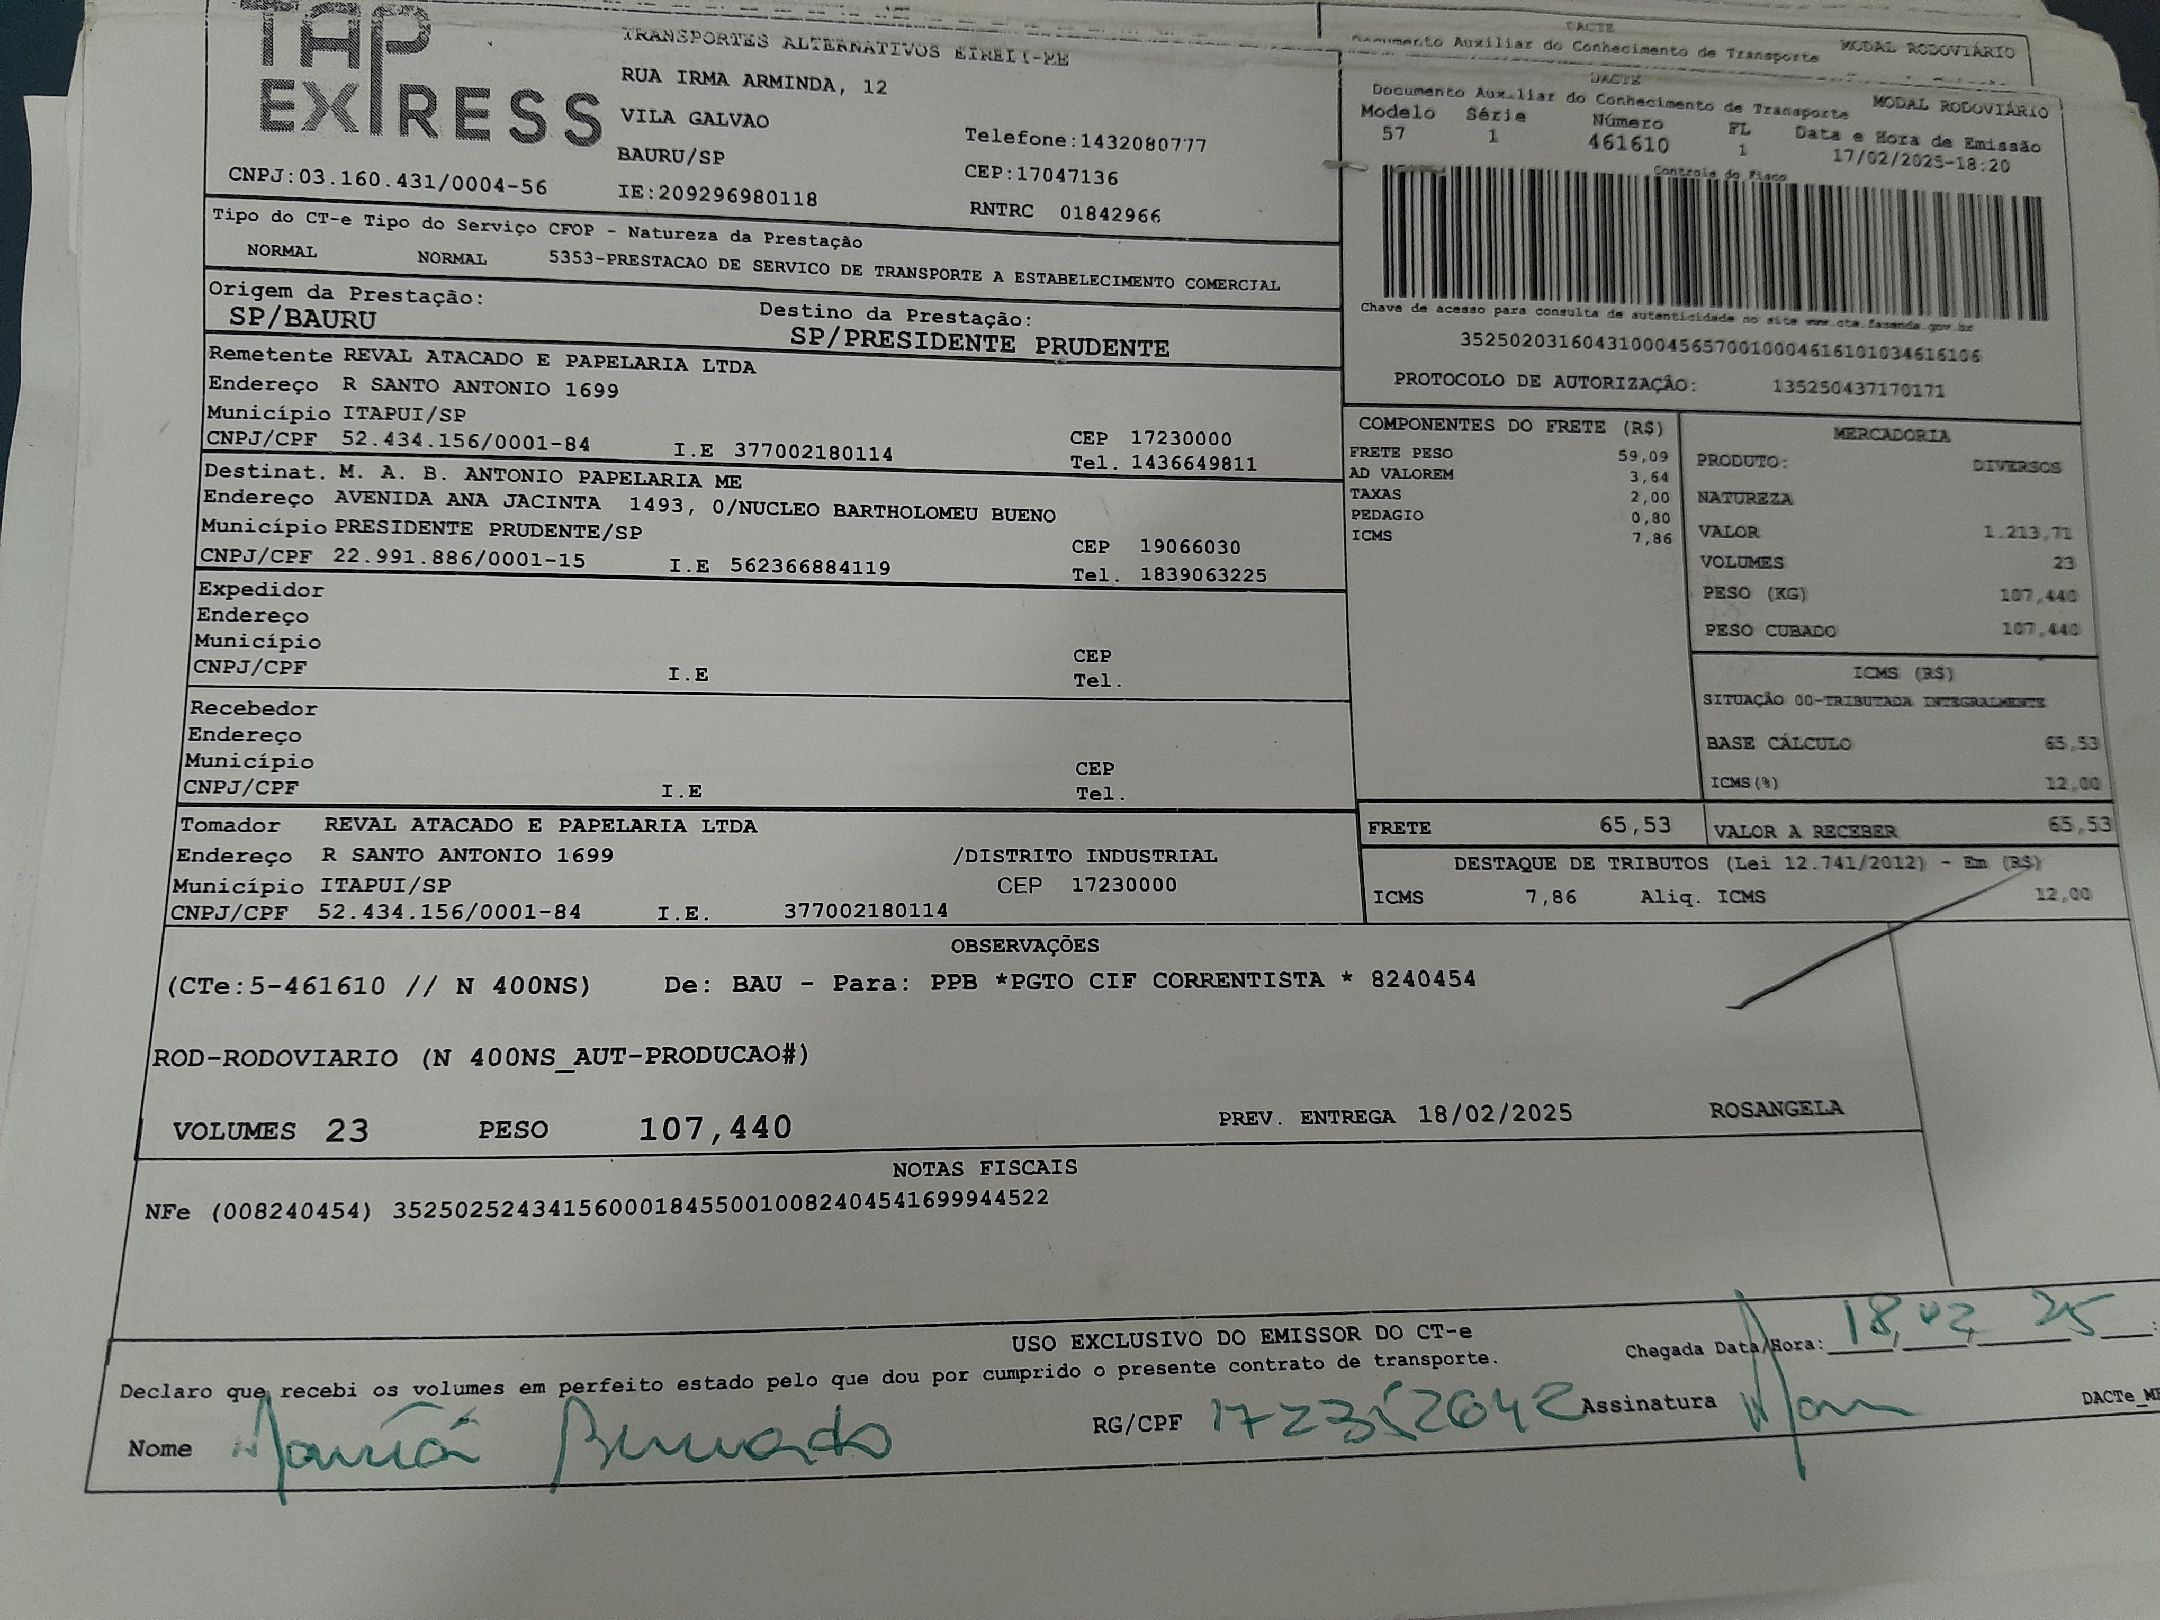 TAP
EXPRESS
CNPJ:03.160.431/0004-56
TRANSPORTES ALTERNATIVOS EIRELI-ME
RUA IRMA ARMINDA, 12
VILA GALVAO
BAURU/SP
IE:209296980118
Telefone:1432080777
CEP:17047136
RNTRC 01842966
DACTE
Documento Auxiliar do Conhecimento de Transporte MODAL RODOVIÁRIO
DACTE
Documento Auxiliar do Conhecimento de Transporte MODAL RODOVIÁRIO
Modelo Série Número FL Data e Hora de Emissão
57 1 461610 1 17/02/2025-18:20
Controle do Fisco
Chave de acesso para consulta de autenticidade no site www.cte.fazenda.gov.br
35250203160431000456570010004616101034616106
PROTOCOLO DE AUTORIZAÇÃO: 135250437170171
Tipo do CT-e Tipo do Serviço CFOP - Natureza da Prestação
NORMAL NORMAL 5353-PRESTACAO DE SERVICO DE TRANSPORTE A ESTABELECIMENTO COMERCIAL
Origem da Prestação: Destino da Prestação:
SP/BAURU SP/PRESIDENTE PRUDENTE
Remetente REVAL ATACADO E PAPELARIA LTDA
Endereço R SANTO ANTONIO 1699
Município ITAPUI/SP CEP 17230000
CNPJ/CPF 52.434.156/0001-84 I.E 377002180114 Tel. 1436649811
Destinat. M. A. B. ANTONIO PAPELARIA ME
Endereço AVENIDA ANA JACINTA 1493, 0/NUCLEO BARTHOLOMEU BUENO
Município PRESIDENTE PRUDENTE/SP CEP 19066030
CNPJ/CPF 22.991.886/0001-15 I.E 562366884119 Tel. 1839063225
Expedidor
Endereço
Município CEP
CNPJ/CPF I.E Tel.
Recebedor
Endereço
Município CEP
CNPJ/CPF I.E Tel.
Tomador REVAL ATACADO E PAPELARIA LTDA
Endereço R SANTO ANTONIO 1699 /DISTRITO INDUSTRIAL
Município ITAPUI/SP CEP 17230000
CNPJ/CPF 52.434.156/0001-84 I.E. 377002180114
COMPONENTES DO FRETE (R$)
FRETE PESO 59,09
AD VALOREM 3,64
TAXAS 2,00
PEDAGIO 0,80
ICMS 7,86
MERCADORIA
PRODUTO: DIVERSOS
NATUREZA
VALOR 1.213,71
VOLUMES 23
PESO (KG) 107,440
PESO CUBADO 107,440
ICMS (R$)
SITUAÇÃO 00-TRIBUTADA INTEGRALMENTE
BASE CÁLCULO 65,53
ICMS(%) 12,00
FRETE 65,53 VALOR A RECEBER 65,53
DESTAQUE DE TRIBUTOS (Lei 12.741/2012) - Em (R$)
ICMS 7,86 Aliq. ICMS 12,00
OBSERVAÇÕES
(CTe:5-461610 // N 400NS) De: BAU - Para: PPB *PGTO CIF CORRENTISTA * 8240454
ROD-RODOVIARIO (N 400NS_AUT-PRODUCAO#)
VOLUMES 23 PESO 107,440 PREV. ENTREGA 18/02/2025 ROSANGELA
NOTAS FISCAIS
NFe (008240454) 35250252434156000184550010082404541699944522
USO EXCLUSIVO DO EMISSOR DO CT-e
Chegada Data/Hora: 18,02, 25
Declaro que recebi os volumes em perfeito estado pelo que dou por cumprido o presente contrato de transporte.
Nome RG/CPF Assinatura